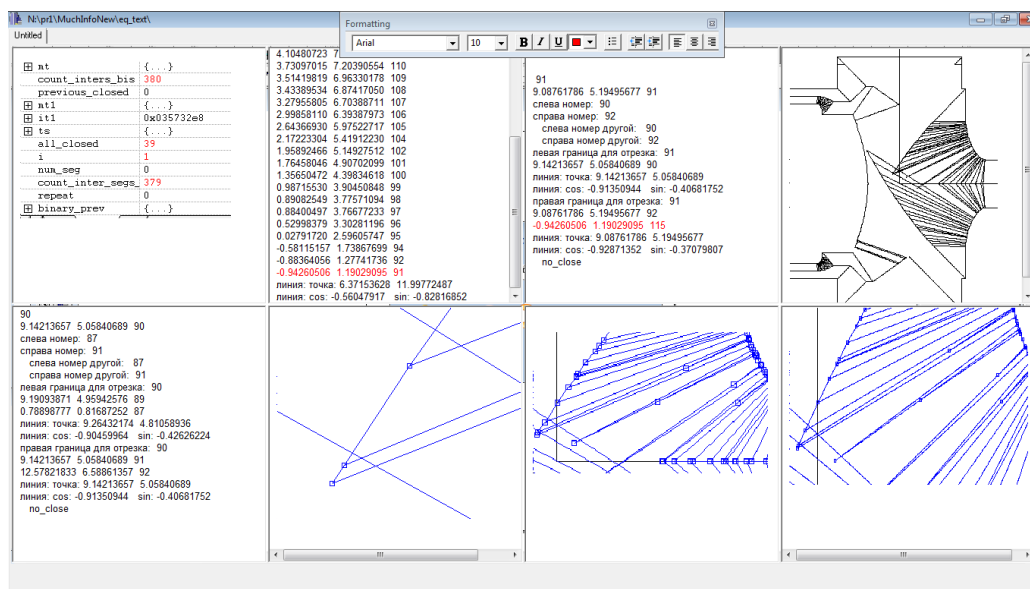 N:\pr1\MuchInfoNew\eq_text\
Untitled
Formatting
Arial
10
B I U
nt {...}
count_inters_bis 380
previous_closed 0
nt1 {...}
it1 0x035732e8
ts {...}
all_closed 39
i 1
num_seg 0
count_inter_segs_ 379
repeat 0
binary_prev {...}
4.10480723 7
3.73097015 7.20390554 110
3.51419819 6.96330178 109
3.43389534 6.87417050 108
3.27955805 6.70388711 107
2.99858110 6.39387973 106
2.64366930 5.97522717 105
2.17223304 5.41912230 104
1.95892466 5.14927512 102
1.76458046 4.90702099 101
1.35650472 4.39834618 100
0.98715530 3.90450848 99
0.89082549 3.77571094 98
0.88400497 3.76677233 97
0.52998379 3.30281196 96
0.02791720 2.59605747 95
-0.58115157 1.73867699 94
-0.88364056 1.27741736 92
-0.94260506 1.19029095 91
линия: точка: 6.37153628 11.99772487
линия: cos: -0.56047917 sin: -0.82816852
91
9.08761786 5.19495677 91
слева номер: 90
справа номер: 92
слева номер другой: 90
справа номер другой: 92
левая граница для отрезка: 91
9.14213657 5.05840689 90
линия: точка: 9.14213657 5.05840689
линия: cos: -0.91350944 sin: -0.40681752
правая граница для отрезка: 91
9.08761786 5.19495677 92
-0.94260506 1.19029095 115
линия: точка: 9.08761786 5.19495677
линия: cos: -0.92871352 sin: -0.37079807
no_close
90
9.14213657 5.05840689 90
слева номер: 87
справа номер: 91
слева номер другой: 87
справа номер другой: 91
левая граница для отрезка: 90
9.19093871 4.95942576 89
0.78898777 0.81687252 87
линия: точка: 9.26432174 4.81058936
линия: cos: -0.90459964 sin: -0.42626224
правая граница для отрезка: 90
9.14213657 5.05840689 91
12.57821833 6.58861357 92
линия: точка: 9.14213657 5.05840689
линия: cos: -0.91350944 sin: -0.40681752
no_close